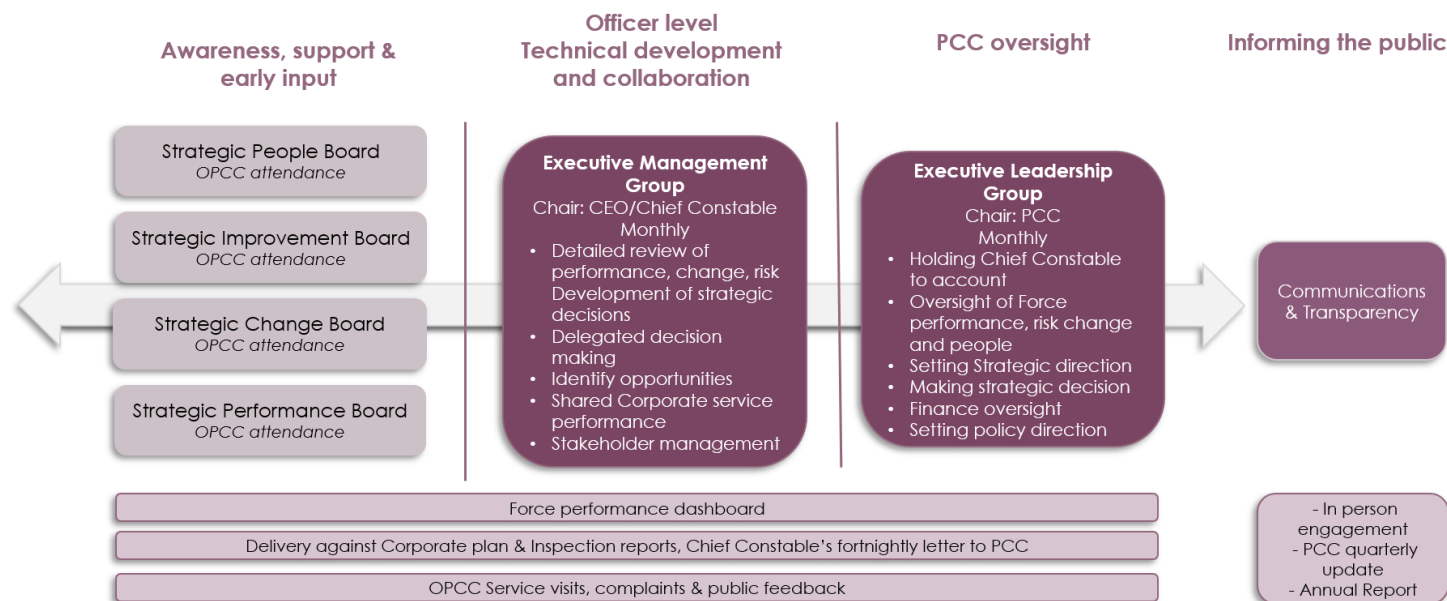 Awareness, support &
early input
Officer level
Technical development
and collaboration
PCC oversight
Informing the public
Strategic People Board
OPCC attendance
Strategic Improvement Board
OPCC attendance
Strategic Change Board
OPCC attendance
Strategic Performance Board
OPCC attendance
Executive Management
Group
Chair: CEO/Chief Constable
Monthly
• Detailed review of
performance, change, risk
Development of strategic
decisions
• Delegated decision
making
• Identify opportunities
• Shared Corporate service
performance
• Stakeholder management
Executive Leadership
Group
Chair: PCC
Monthly
• Holding Chief Constable
to account
• Oversight of Force
performance, risk change
and people
• Setting Strategic direction
• Making strategic decision
• Finance oversight
• Setting policy direction
Communications
& Transparency
Force performance dashboard
Delivery against Corporate plan & Inspection reports, Chief Constable's fortnightly letter to PCC
OPCC Service visits, complaints & public feedback
- In person
engagement
- PCC quarterly
update
- Annual Report